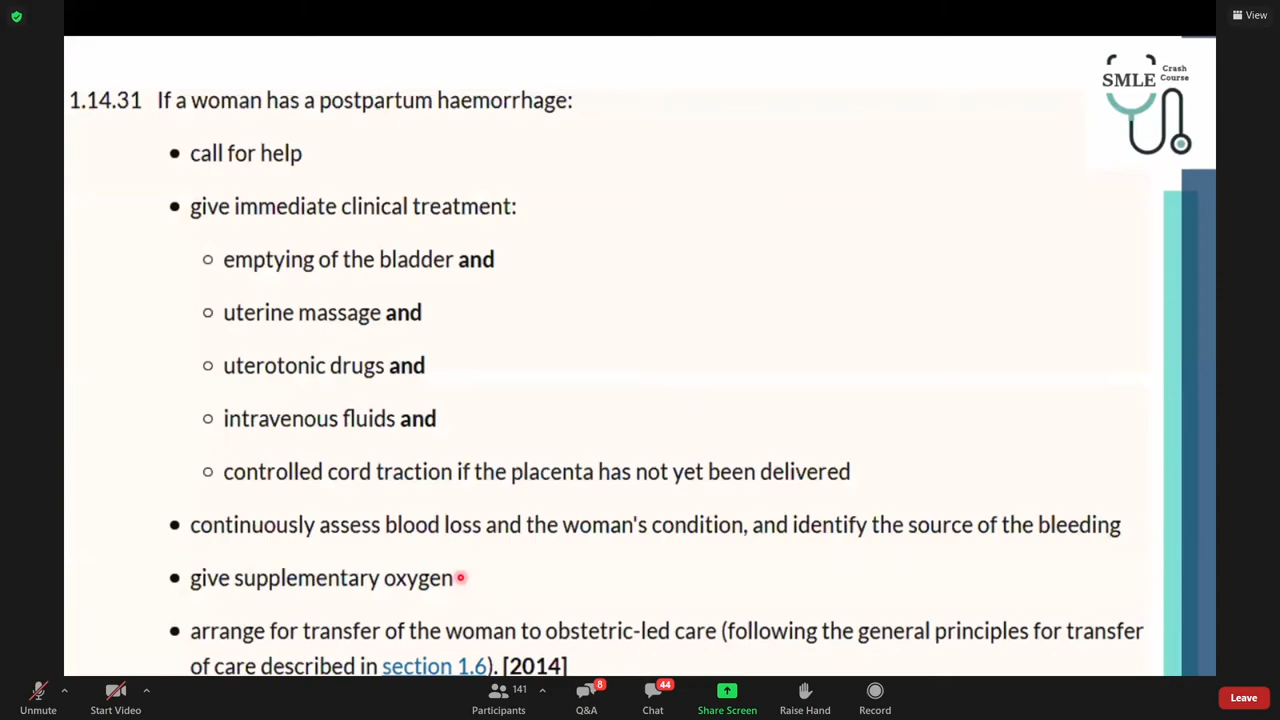 View
SMLE Crash Course
1.14.31 If a woman has a postpartum haemorrhage:
• call for help
• give immediate clinical treatment:
○ emptying of the bladder and
○ uterine massage and
○ uterotonic drugs and
○ intravenous fluids and
○ controlled cord traction if the placenta has not yet been delivered
• continuously assess blood loss and the woman's condition, and identify the source of the bleeding
• give supplementary oxygen
• arrange for transfer of the woman to obstetric-led care (following the general principles for transfer
of care described in section 1.6). [2014]
141 8 44
Unmute Start Video Participants Q&A Chat Share Screen Raise Hand Record Leave